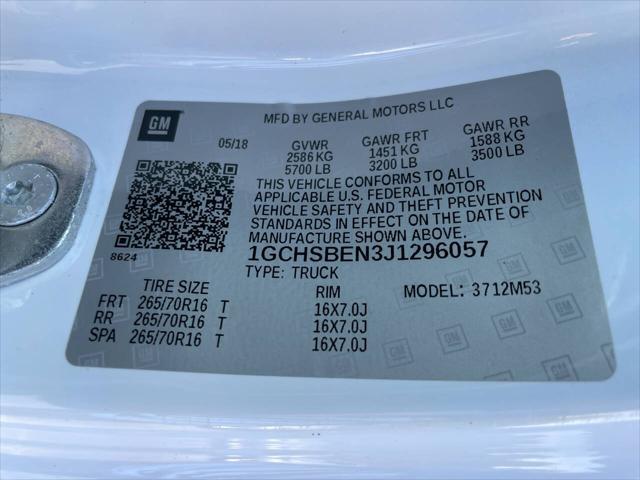 GM
MFD BY GENERAL MOTORS LLC
05/18 GVWR GAWR FRT GAWR RR
2586 KG 1451 KG 1588 KG
5700 LB 3200 LB 3500 LB
THIS VEHICLE CONFORMS TO ALL
APPLICABLE U.S. FEDERAL MOTOR
VEHICLE SAFETY AND THEFT PREVENTION
STANDARDS IN EFFECT ON THE DATE OF
MANUFACTURE SHOWN ABOVE.
8624 1GCHSBEN3J1296057
TYPE: TRUCK
TIRE SIZE RIM MODEL: 3712M53
FRT 265/70R16 T 16X7.0J
RR 265/70R16 T 16X7.0J
SPA 265/70R16 T 16X7.0J